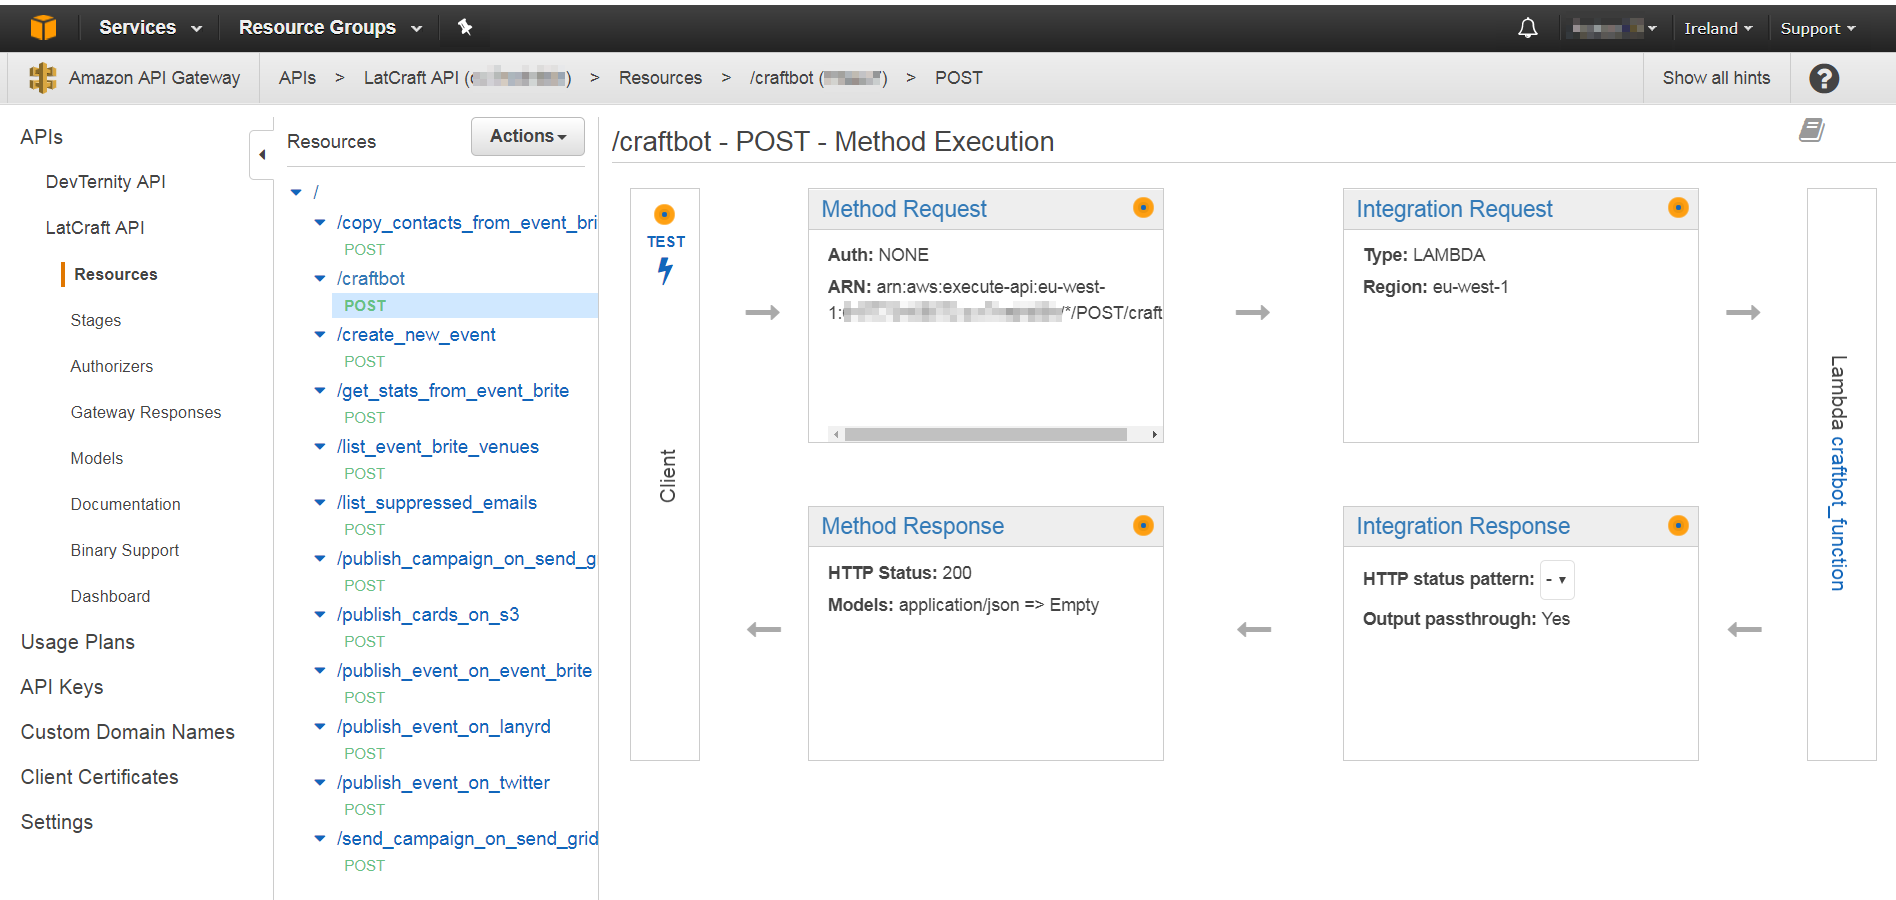 Services
Resource Groups
Ireland
Support
Amazon API Gateway
APIs > LatCraft API ( ) > Resources > /craftbot ( ) > POST
Show all hints
?
APIs
DevTernity API
LatCraft API
Resources
Stages
Authorizers
Gateway Responses
Models
Documentation
Binary Support
Dashboard
Usage Plans
API Keys
Custom Domain Names
Client Certificates
Settings
Resources
Actions
/
/copy_contacts_from_event_bri
POST
/craftbot
POST
/create_new_event
POST
/get_stats_from_event_brite
POST
/list_event_brite_venues
POST
/list_suppressed_emails
POST
/publish_campaign_on_send_g
POST
/publish_cards_on_s3
POST
/publish_event_on_event_brite
POST
/publish_event_on_lanyrd
POST
/publish_event_on_twitter
POST
/send_campaign_on_send_grid
POST
/craftbot - POST - Method Execution
TEST
Client
Method Request
Auth: NONE
ARN: arn:aws:execute-api:eu-west-
1: /*/POST/craft
Integration Request
Type: LAMBDA
Region: eu-west-1
Method Response
HTTP Status: 200
Models: application/json => Empty
Integration Response
HTTP status pattern: -
Output passthrough: Yes
Lambda craftbot_function